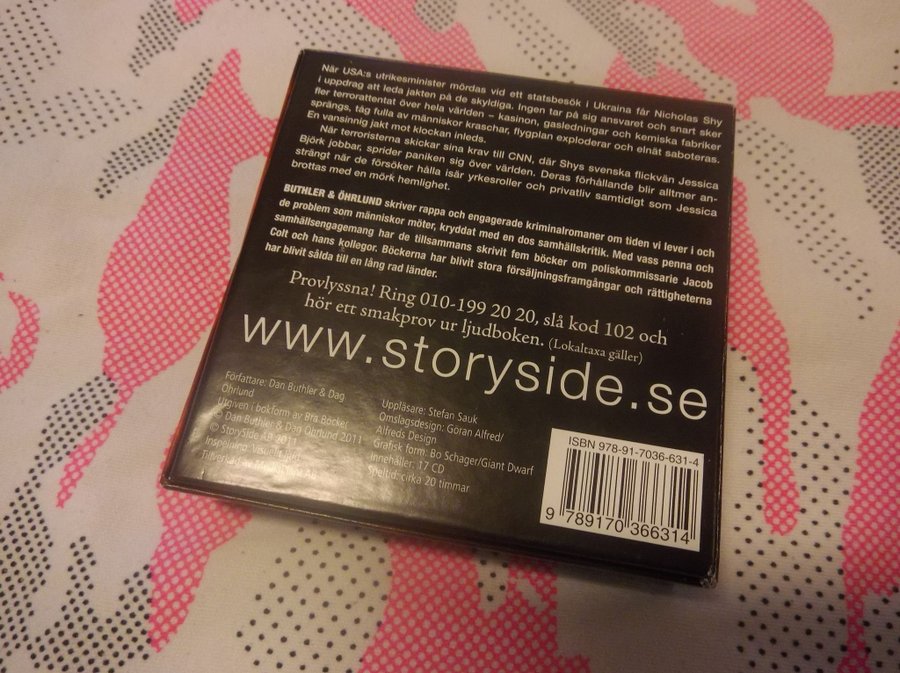 När USA:s utrikesminister mördas vid ett statsbesök i Ukraina får Nicholas Shy
i uppdrag att leda jakten på de skyldiga. Ingen tar på sig ansvaret och snart sker
fler terrorattentat över hela världen – kasinon, gasledningar och kemiska fabriker
sprängs, tåg fulla av människor kraschar, flygplan exploderar och elnät saboteras.
En vansinnig jakt mot klockan inleds.
När terroristerna skickar sina krav till CNN, där Shys svenska flickvän Jessica
Björk jobbar, sprider paniken sig över världen. Deras förhållande blir alltmer an-
strängt när de försöker hålla isär yrkesroller och privatliv samtidigt som Jessica
brottas med en mörk hemlighet.
BUTHLER & ÖHRLUND skriver rappa och engagerade kriminalromaner om tiden vi lever i och
de problem som människor möter, kryddat med en dos samhällskritik. Med vass penna och
samhällsengagemang har de tillsammans skrivit fem böcker om poliskommissarie Jacob
Colt och hans kollegor. Böckerna har blivit stora försäljningsframgångar och rättigheterna
har blivit sålda till en lång rad länder.
Provlyssna! Ring 010-199 20 20, slå kod 102 och
hör ett smakprov ur ljudboken. (Lokaltaxa gäller)
www.storyside.se
Författare: Dan Buthler & Dag
Öhrlund
Utgiven i bokform av Bra Böcker
© Dan Buthler & Dag Öhrlund 2011
© StorySide AB 2011
Inspelning:
Uppläsare: Stefan Sauk
Omslagsdesign: Göran Alfred/
Alfreds Design
Grafisk form: Bo Schager/Giant Dwarf
Innehåller: 17 CD
Speltid: cirka 20 timmar
ISBN 978-91-7036-631-4
9 789170 366314